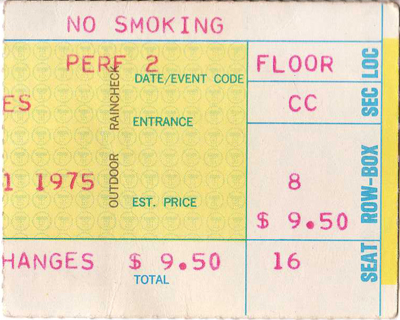 NO SMOKING
PERF 2 DATE/EVENT CODE FLOOR
ES ENTRANCE CC
1 1975 EST. PRICE 8
$ 9.50
HANGES $ 9.50 16
TOTAL
OUTDOOR RAINCHECK
SEAT ROW-BOX SEC LOC